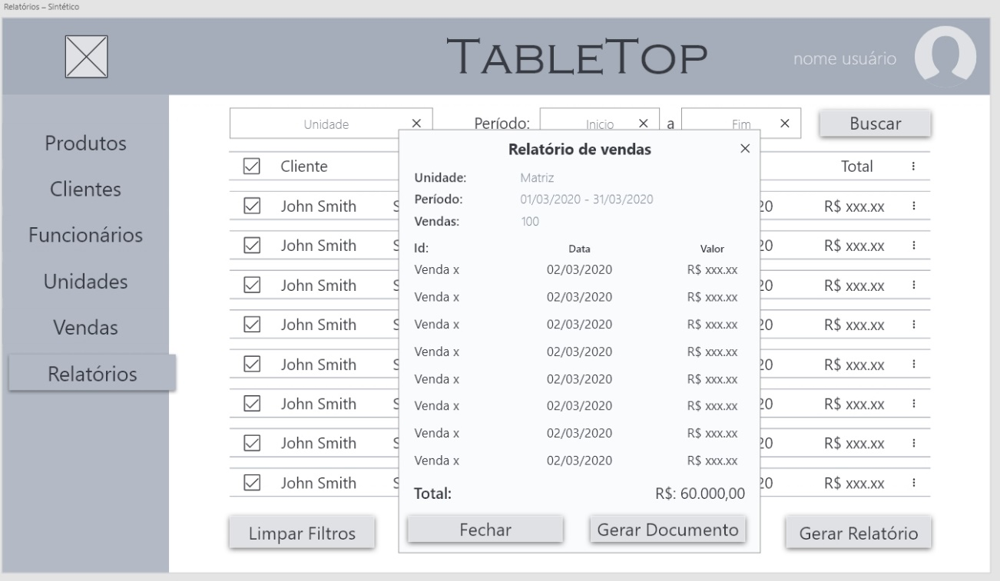 Relatórios – Sintético
TableTop
nome usuário
Produtos
Clientes
Funcionários
Unidades
Vendas
Relatórios
Unidade × Período: Inicio × a Fim × Buscar
Cliente Total
John Smith S 20 R$ xxx.xx
John Smith S 20 R$ xxx.xx
John Smith S 20 R$ xxx.xx
John Smith S 20 R$ xxx.xx
John Smith S 20 R$ xxx.xx
John Smith S 20 R$ xxx.xx
John Smith S 20 R$ xxx.xx
John Smith S 20 R$ xxx.xx
Relatório de vendas ×
Unidade: Matriz
Período: 01/03/2020 - 31/03/2020
Vendas: 100
Id: Data Valor
Venda x 02/03/2020 R$ xxx.xx
Venda x 02/03/2020 R$ xxx.xx
Venda x 02/03/2020 R$ xxx.xx
Venda x 02/03/2020 R$ xxx.xx
Venda x 02/03/2020 R$ xxx.xx
Venda x 02/03/2020 R$ xxx.xx
Venda x 02/03/2020 R$ xxx.xx
Venda x 02/03/2020 R$ xxx.xx
Total: R$: 60.000,00
Fechar Gerar Documento
Limpar Filtros Gerar Relatório